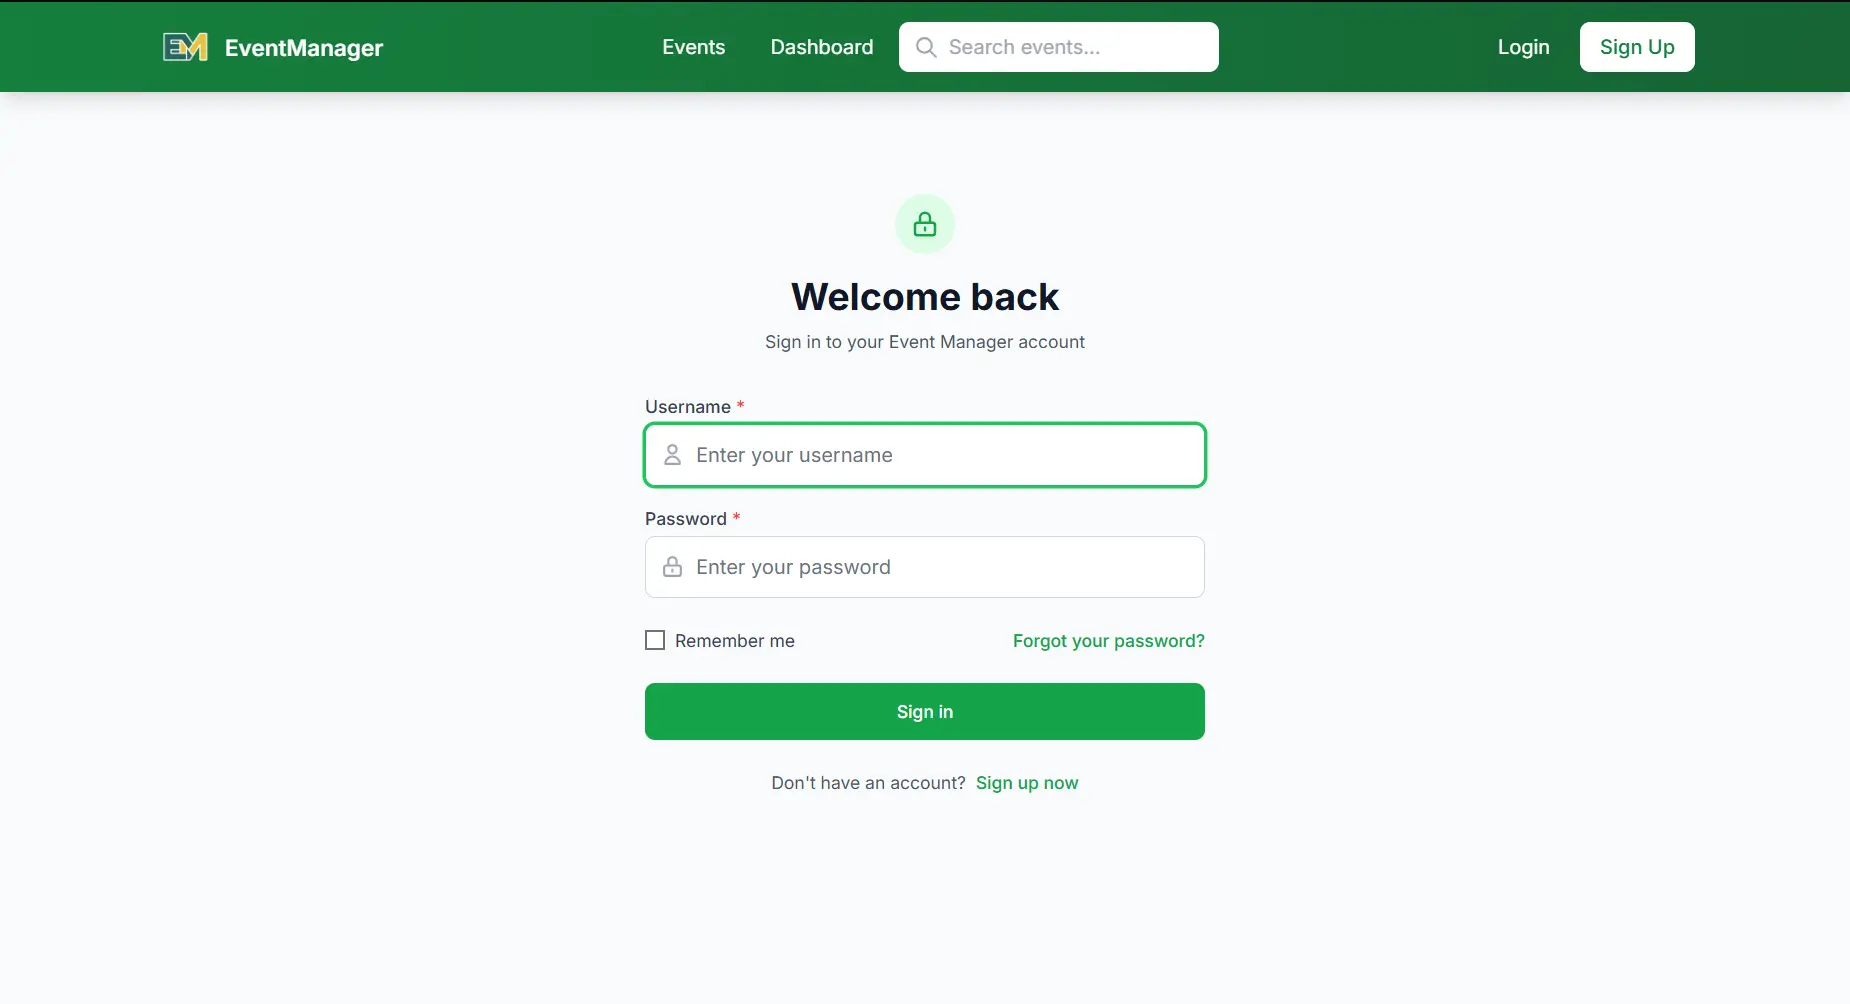 EM EventManager
Events
Dashboard
Search events...
Login
Sign Up
Welcome back
Sign in to your Event Manager account
Username *
Enter your username
Password *
Enter your password
Remember me
Forgot your password?
Sign in
Don't have an account? Sign up now